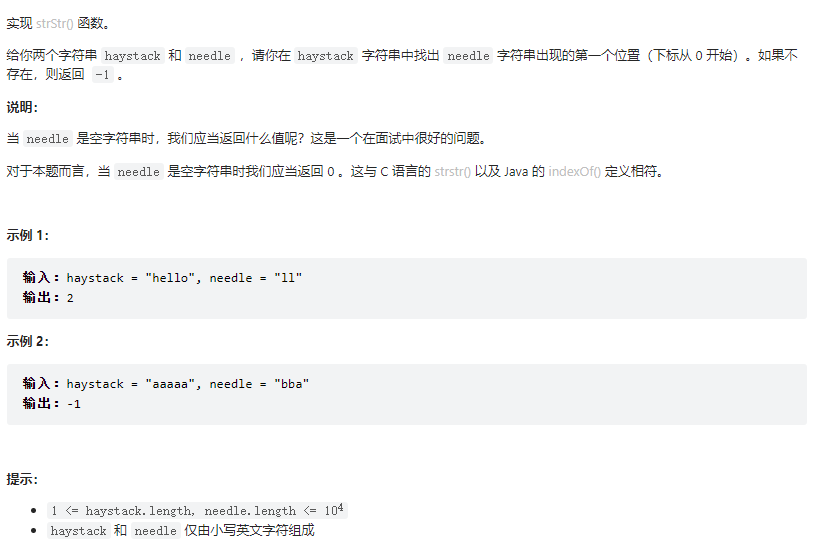 实现 strStr() 函数。
给你两个字符串 haystack 和 needle ，请你在 haystack 字符串中找出 needle 字符串出现的第一个位置（下标从 0 开始）。如果不
存在，则返回 -1 。
说明：
当 needle 是空字符串时，我们应当返回什么值呢？这是一个在面试中很好的问题。
对于本题而言，当 needle 是空字符串时我们应当返回 0 。这与 C 语言的 strstr() 以及 Java 的 indexOf() 定义相符。
示例 1：
输入：haystack = "hello", needle = "ll"
输出：2
示例 2：
输入：haystack = "aaaaa", needle = "bba"
输出：-1
提示：
• 1 <= haystack.length, needle.length <= 10⁴
• haystack 和 needle 仅由小写英文字符组成